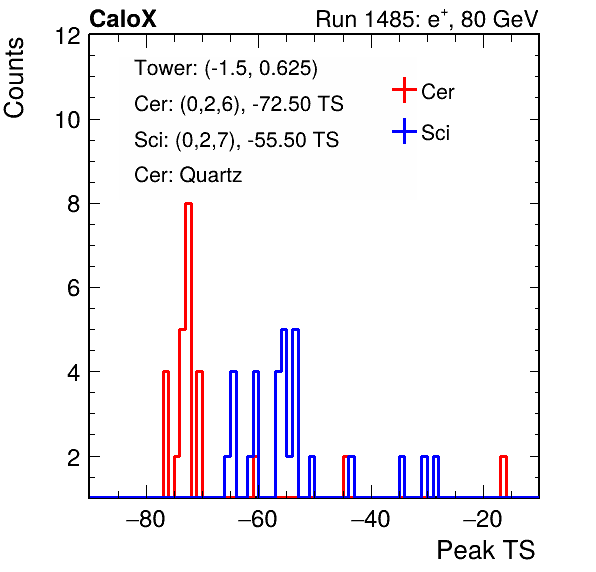 CaloX Run 1485: e+, 80 GeV
Counts
12
10
8
6
4
2
Tower: (-1.5, 0.625)
Cer: (0,2,6), -72.50 TS
Sci: (0,2,7), -55.50 TS
Cer: Quartz
Cer
Sci
−80 −60 −40 −20
Peak TS